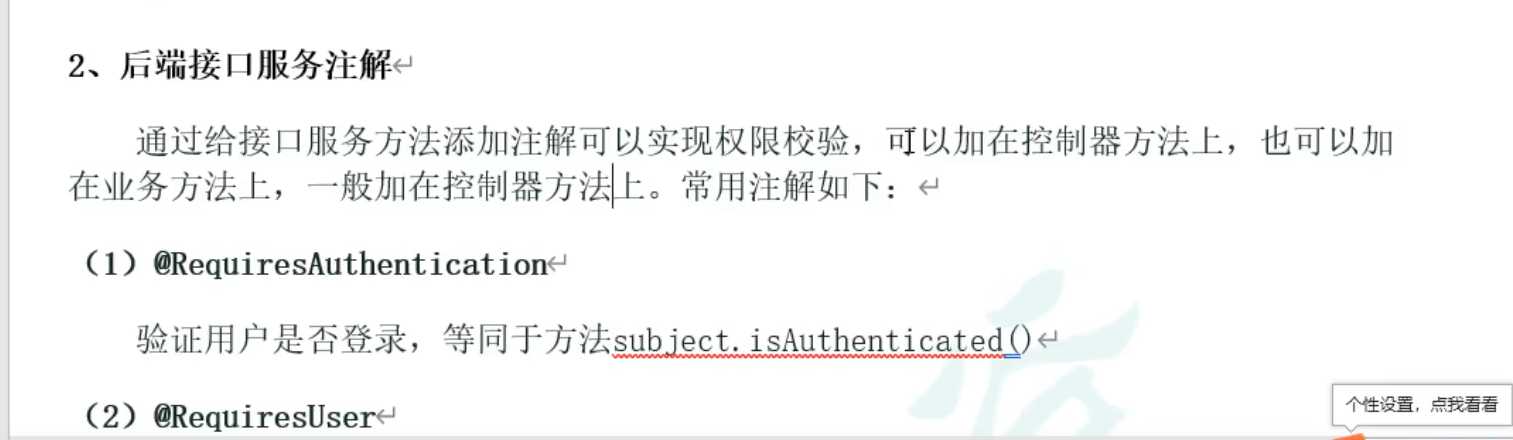 2、后端接口服务注解↵
通过给接口服务方法添加注解可以实现权限校验，可以加在控制器方法上，也可以加
在业务方法上，一般加在控制器方法上。常用注解如下：↵
（1）@RequiresAuthentication↵
验证用户是否登录，等同于方法subject.isAuthenticated()↵
（2）@RequiresUser↵
个性设置，点我看看